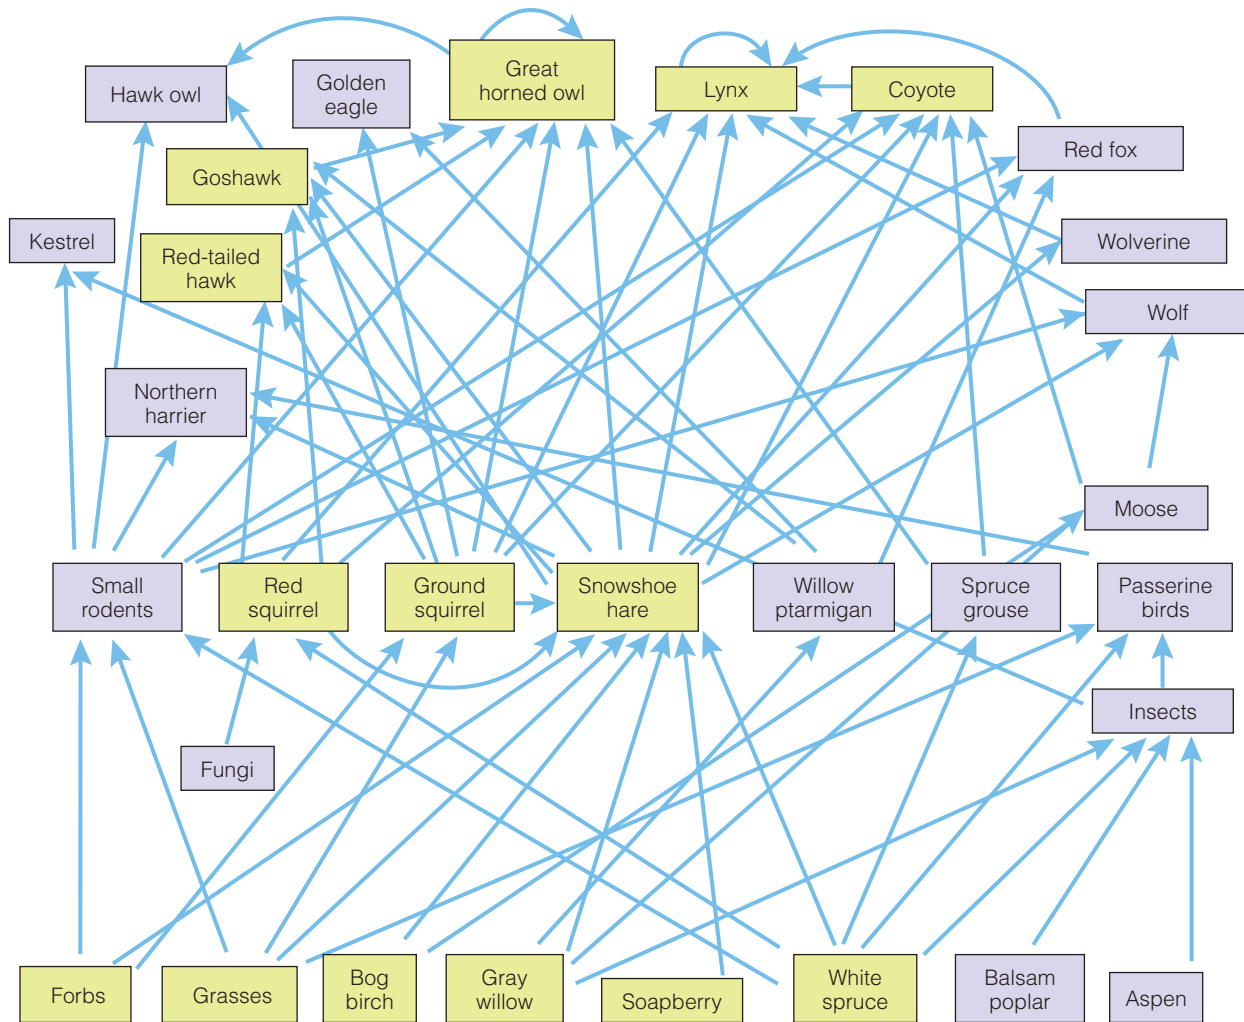 Great
horned owl
Golden
eagle
Hawk owl
Lynx
Coyote
Red fox
Goshawk
Kestrel
Red-tailed
hawk
Wolverine
Wolf
Northern
harrier
Moose
Small
rodents
Red
squirrel
Ground
squirrel
Snowshoe
hare
Willow
ptarmigan
Spruce
grouse
Passerine
birds
Insects
Fungi
Forbs
Grasses
Bog
birch
Gray
willow
Soapberry
White
spruce
Balsam
poplar
Aspen